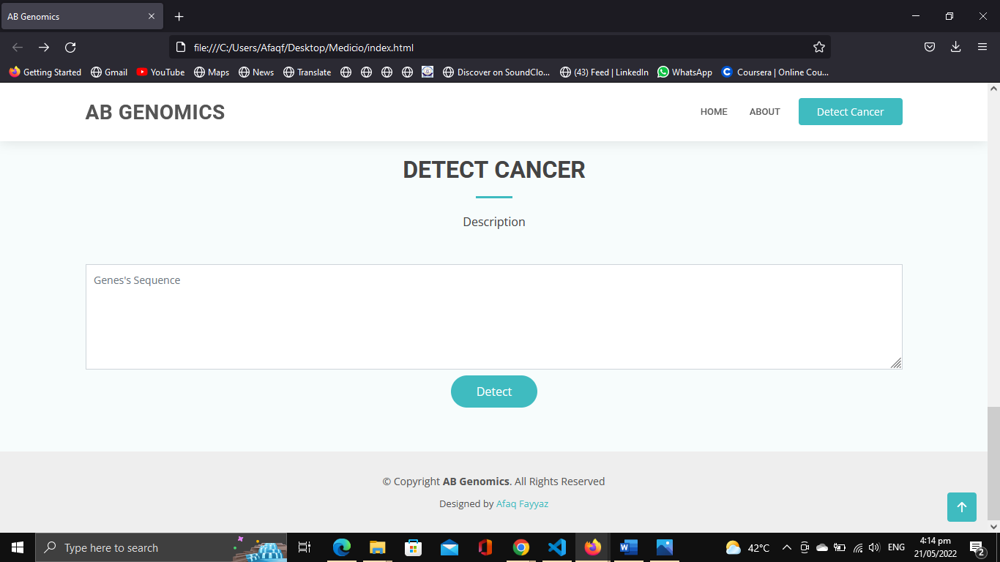 AB Genomics
file:///C:/Users/Afaqf/Desktop/Medicio/index.html
Getting Started Gmail YouTube Maps News Translate Discover on SoundClo... (43) Feed | LinkedIn WhatsApp Coursera | Online Cou...
AB GENOMICS HOME ABOUT Detect Cancer
DETECT CANCER
Description
Genes's Sequence
Detect
© Copyright AB Genomics. All Rights Reserved
Designed by Afaq Fayyaz
Type here to search 42°C ENG 4:14 pm 21/05/2022 2